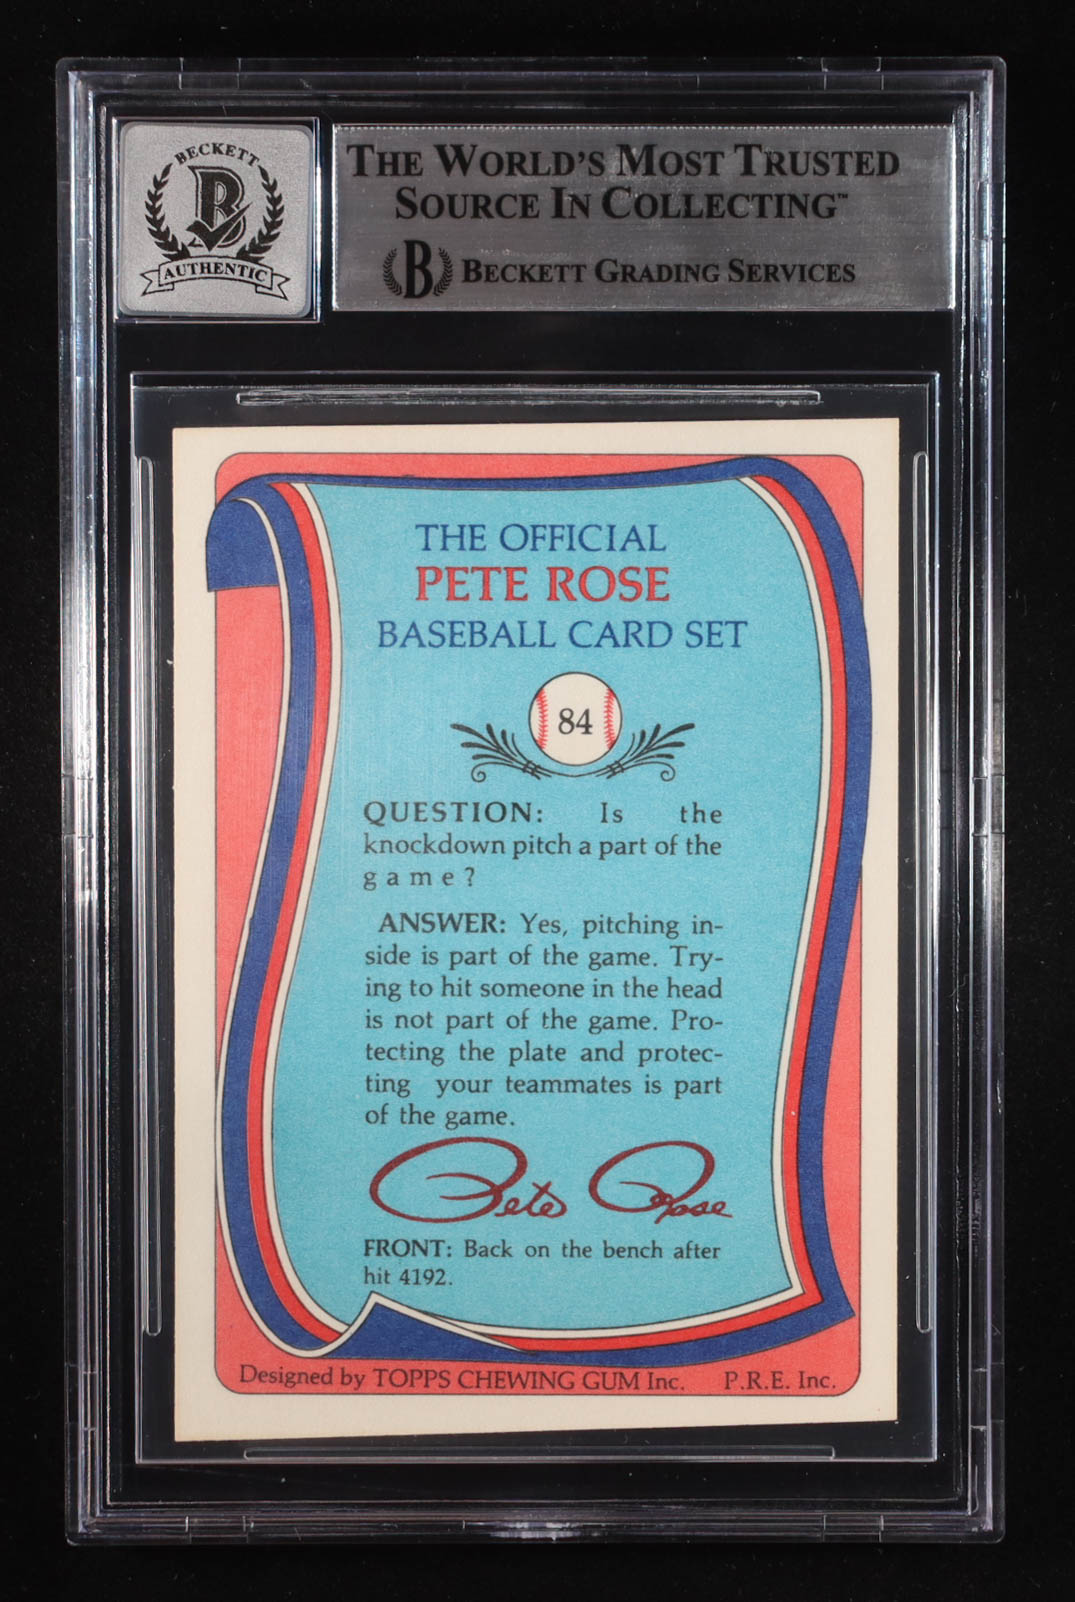 BECKETT
B
AUTHENTIC
THE WORLD'S MOST TRUSTED
SOURCE IN COLLECTING™
B BECKETT GRADING SERVICES
THE OFFICIAL
PETE ROSE
BASEBALL CARD SET
84
QUESTION: Is the
knockdown pitch a part of the
game?
ANSWER: Yes, pitching in-
side is part of the game. Try-
ing to hit someone in the head
is not part of the game. Pro-
tecting the plate and protec-
ting your teammates is part
of the game.
Pete Rose
FRONT: Back on the bench after
hit 4192.
Designed by TOPPS CHEWING GUM Inc. P.R.E. Inc.